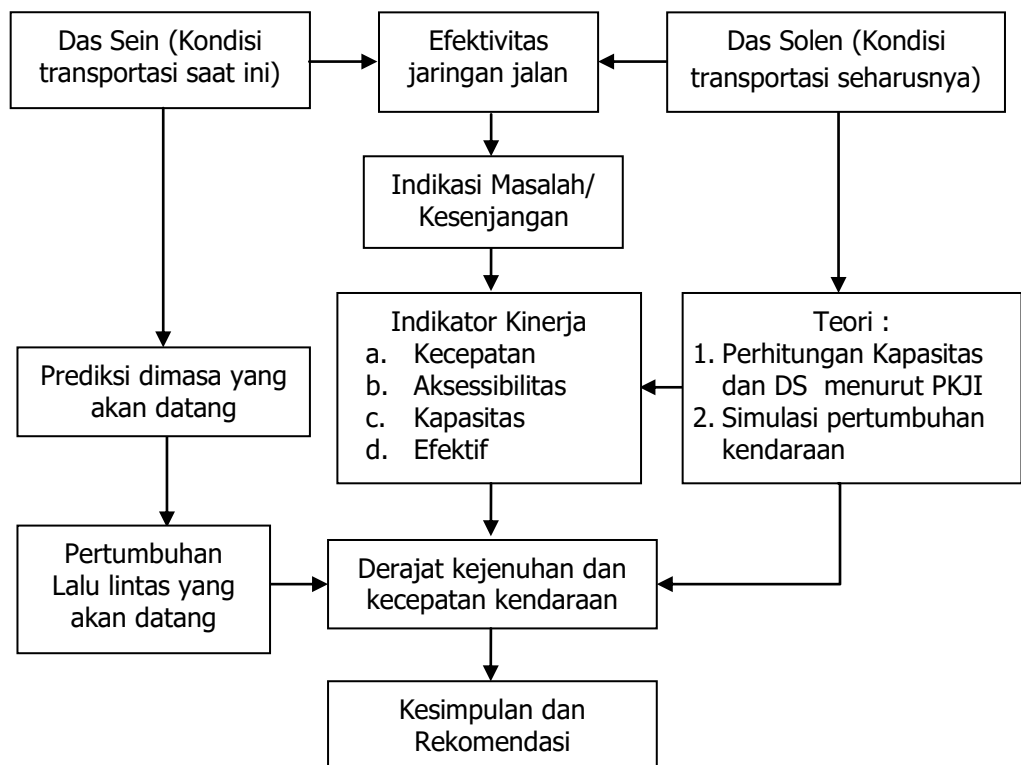 Das Sein (Kondisi
transportasi saat ini)
Efektivitas
jaringan jalan
Das Solen (Kondisi
transportasi seharusnya)
Indikasi Masalah/
Kesenjangan
Indikator Kinerja
a. Kecepatan
b. Aksessibilitas
c. Kapasitas
d. Efektif
Teori :
1. Perhitungan Kapasitas
dan DS menurut PKJI
2. Simulasi pertumbuhan
kendaraan
Prediksi dimasa yang
akan datang
Pertumbuhan
Lalu lintas yang
akan datang
Derajat kejenuhan dan
kecepatan kendaraan
Kesimpulan dan
Rekomendasi